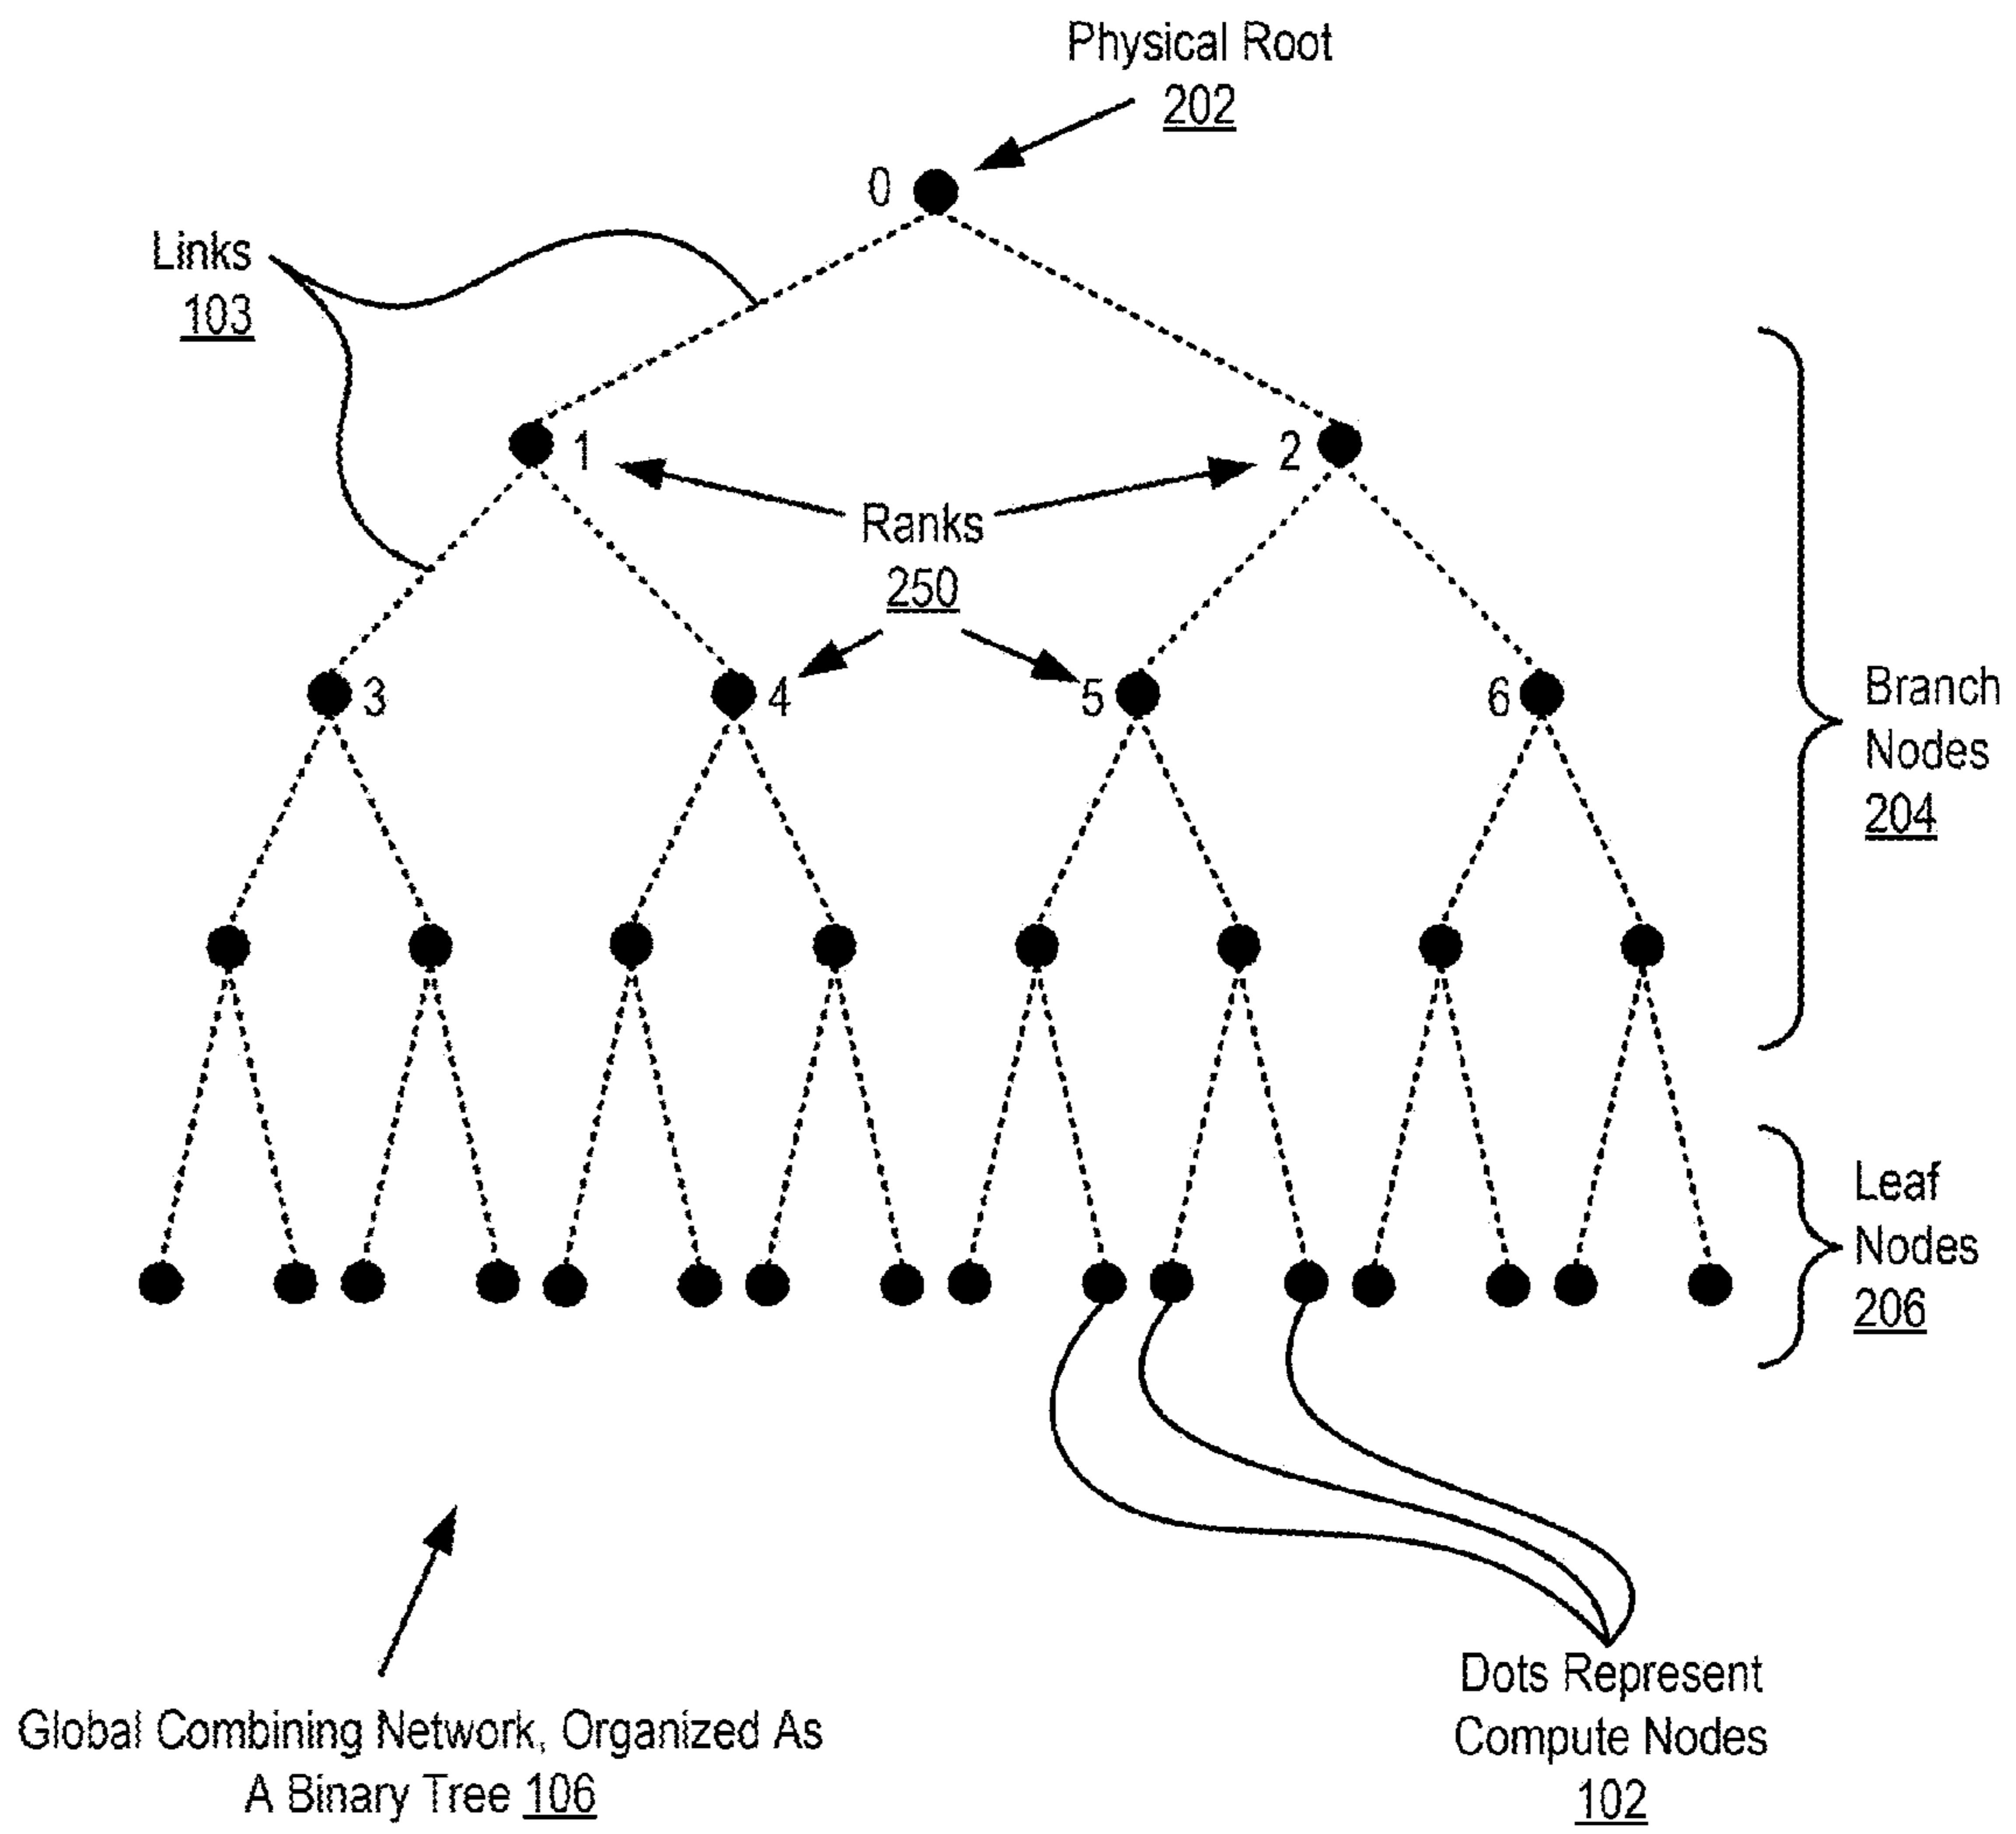 Physical Root
202
0
Links
103
1
2
Ranks
250
3
4
5
6
Branch
Nodes
204
Leaf
Nodes
206
Dots Represent
Compute Nodes
102
Global Combining Network, Organized As
A Binary Tree 106